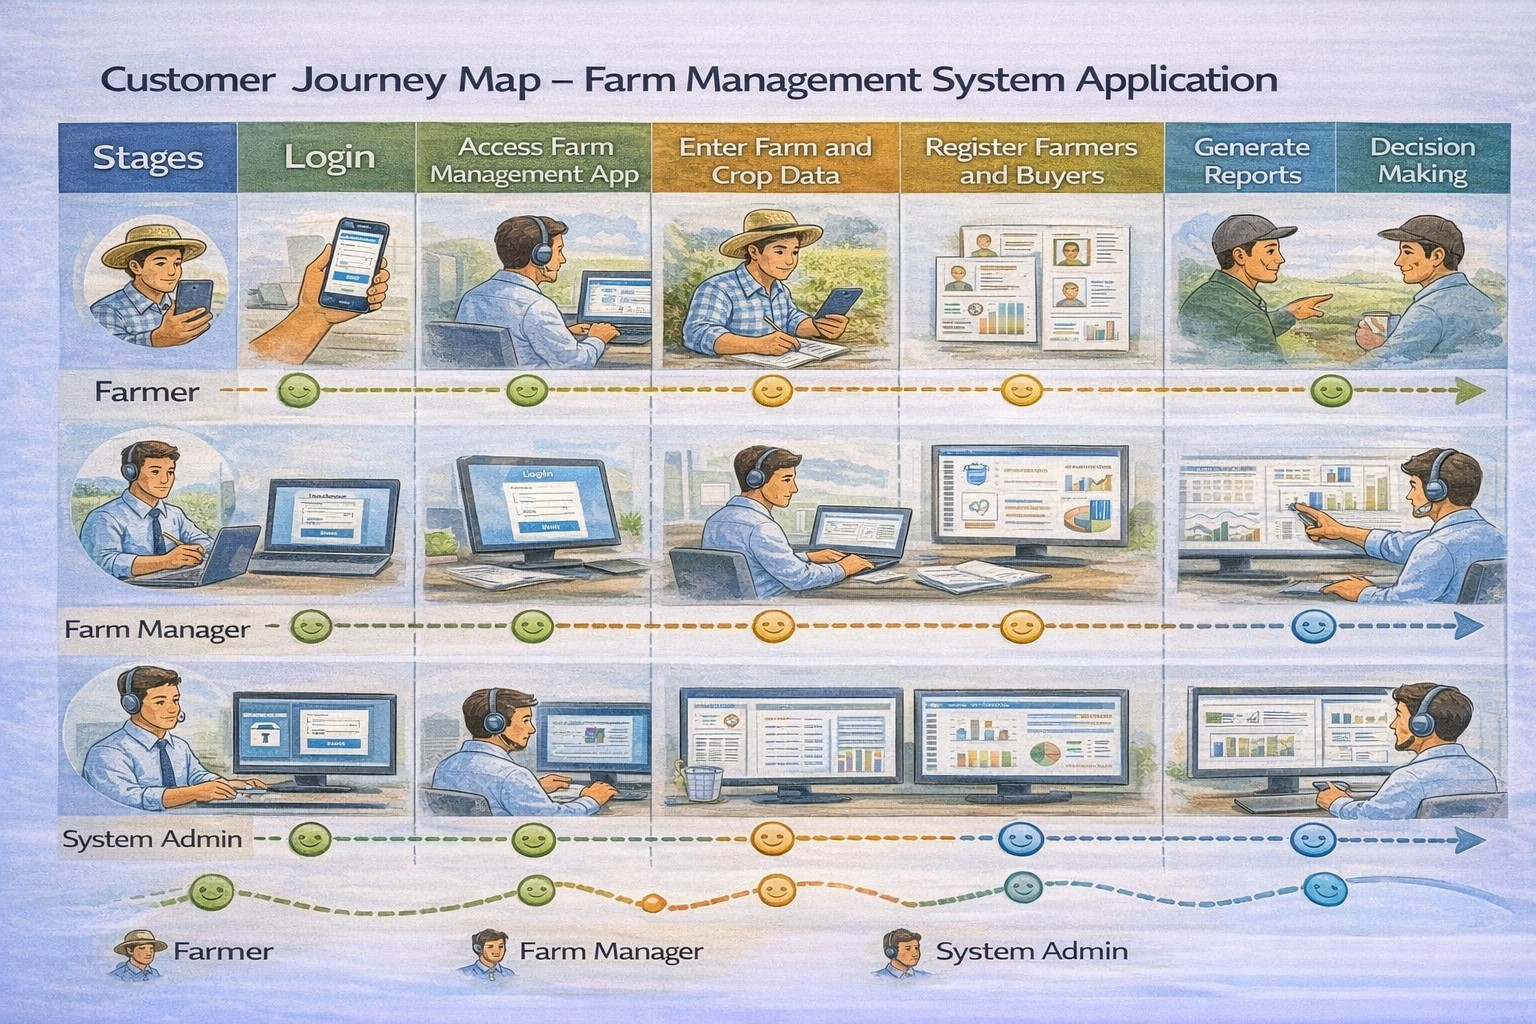 Customer Journey Map – Farm Management System Application
Stages
Login
Access Farm
Management App
Enter Farm and
Crop Data
Register Farmers
and Buyers
Generate
Reports
Decision
Making
Farmer
Login
Farm Manager
System Admin
Farmer
Farm Manager
System Admin